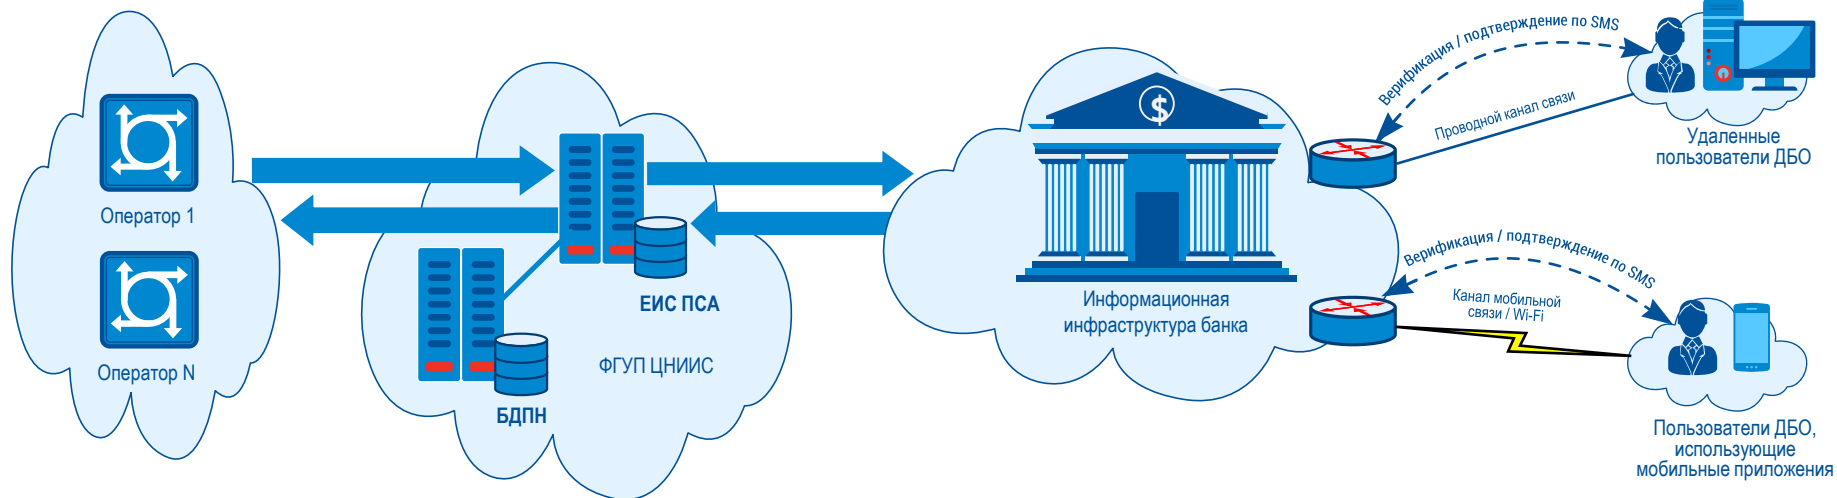 Оператор 1
Оператор N
ЕИС ПСА
ФГУП ЦНИИС
БДПН
$
Информационная
инфраструктура банка
Верификация / подтверждение по SMS
Проводной канал связи
Удаленные
пользователи ДБО
Верификация / подтверждение по SMS
Канал мобильной
связи / Wi-Fi
Пользователи ДБО,
использующие
мобильные приложения